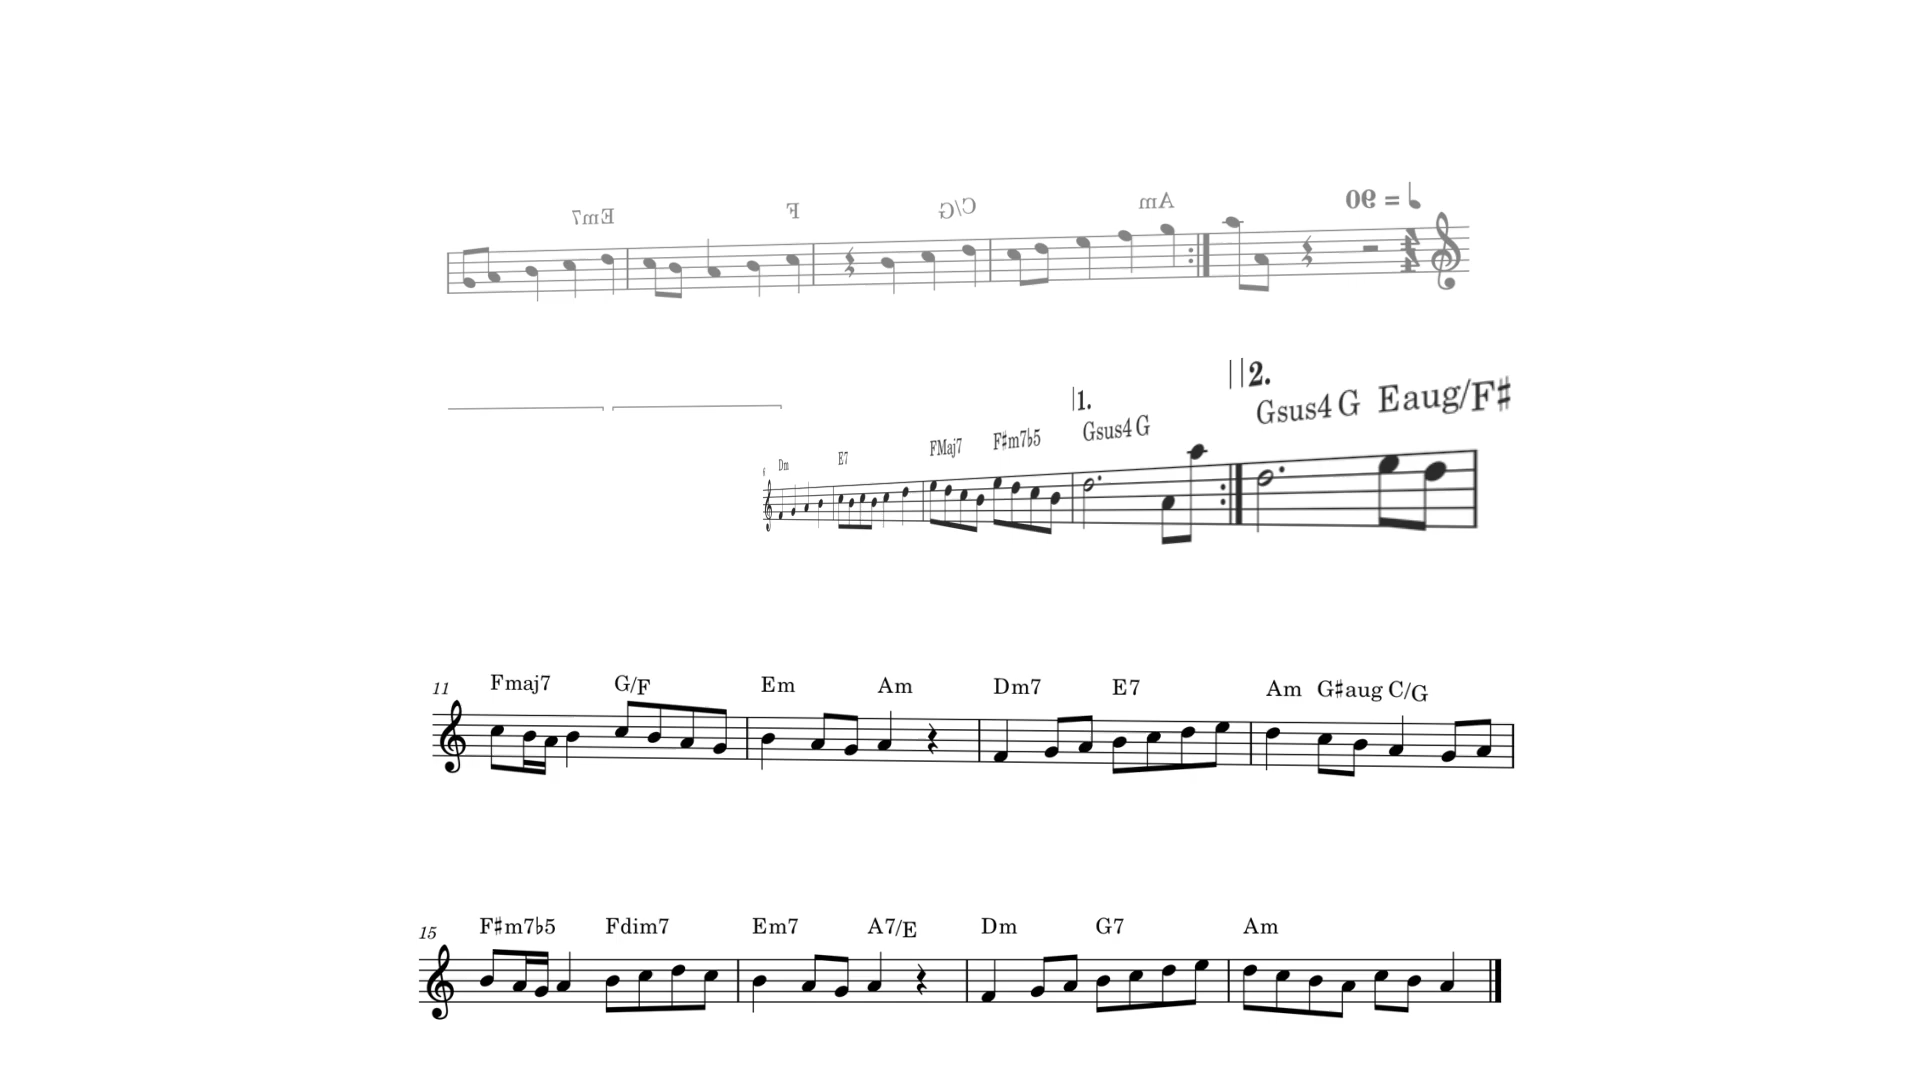 ♩ = 90
Am C/G F Em7
1. 2.
6 Dm E7 FMaj7 F♯m7♭5 Gsus4 G Gsus4 G Eaug/F♯
11 Fmaj7 G/F Em Am Dm7 E7 Am G♯aug C/G
15 F♯m7♭5 Fdim7 Em7 A7/E Dm G7 Am